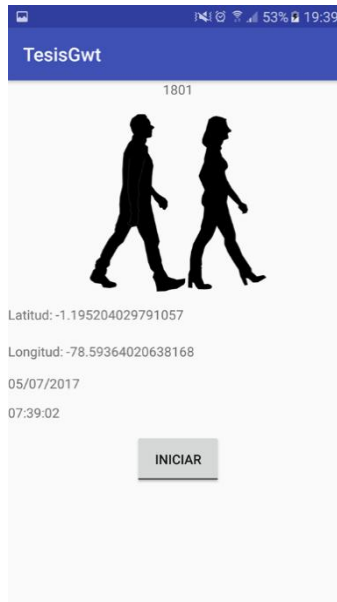 53% 19:39
TesisGwt
1801
Latitud: -1.195204029791057
Longitud: -78.59364020638168
05/07/2017
07:39:02
INICIAR